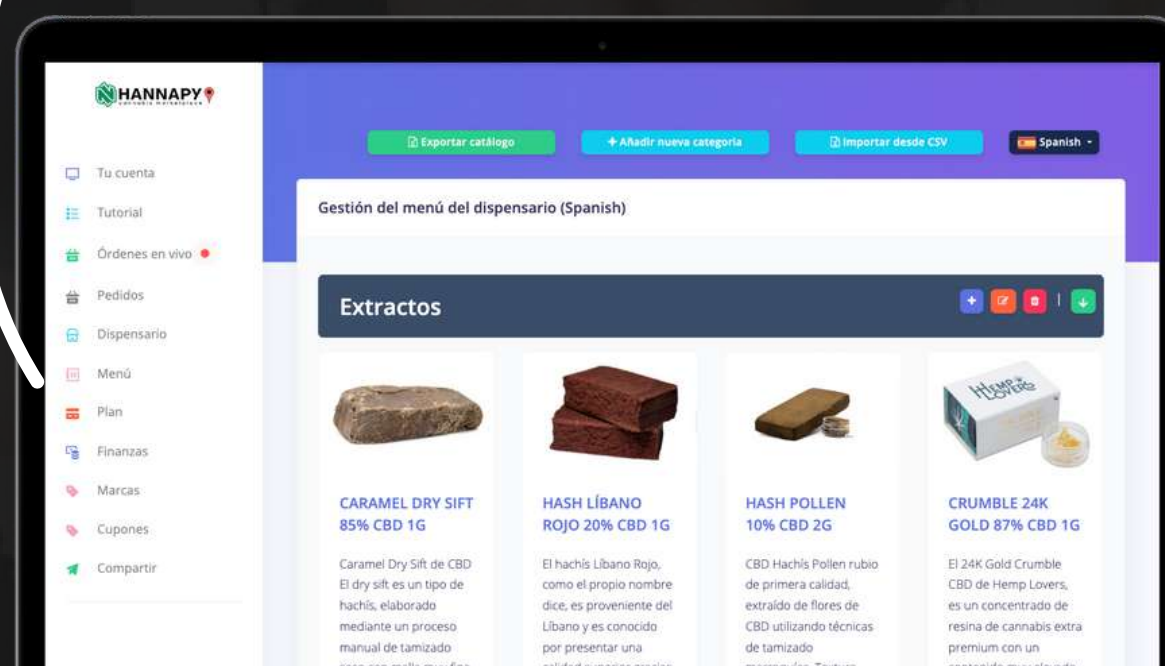 HANNAPY
cannabis marketplace
Exportar catálogo
+ Añadir nueva categoria
Importar desde CSV
Spanish
Tu cuenta
Tutorial
Órdenes en vivo
Pedidos
Dispensario
Menú
Plan
Finanzas
Marcas
Cupones
Compartir
Gestión del menú del dispensario (Spanish)
Extractos
HEMP LOVERS
CARAMEL DRY SIFT
85% CBD 1G
Caramel Dry Sift de CBD
El dry sift es un tipo de
hachís, elaborado
mediante un proceso
manual de tamizado
HASH LÍBANO
ROJO 20% CBD 1G
El hachís Líbano Rojo,
como el propio nombre
dice, es proveniente del
Líbano y es conocido
por presentar una
HASH POLLEN
10% CBD 2G
CBD Hachís Pollen rubio
de primera calidad,
extraído de flores de
CBD utilizando técnicas
de tamizado
CRUMBLE 24K
GOLD 87% CBD 1G
El 24K Gold Crumble
CBD de Hemp Lovers,
es un concentrado de
resina de cannabis extra
premium con un